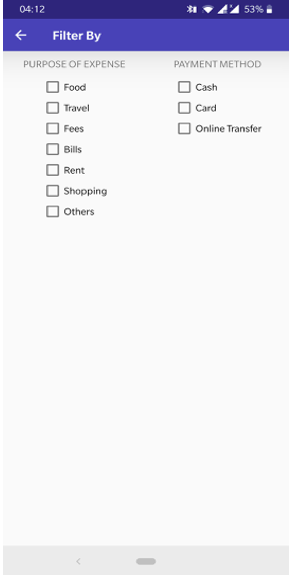 04:12 53%
Filter By
PURPOSE OF EXPENSE
Food
Travel
Fees
Bills
Rent
Shopping
Others
PAYMENT METHOD
Cash
Card
Online Transfer